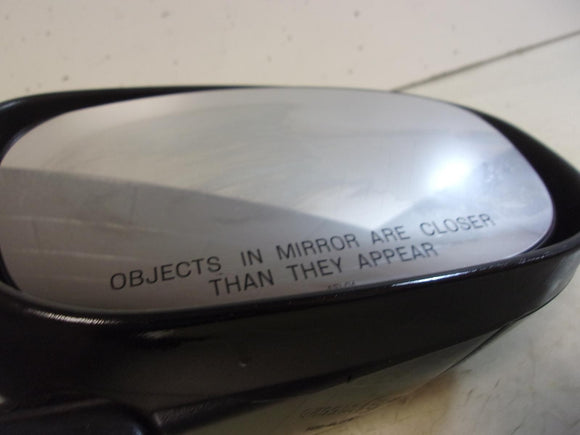 OBJECTS IN MIRROR ARE CLOSER
THAN THEY APPEAR